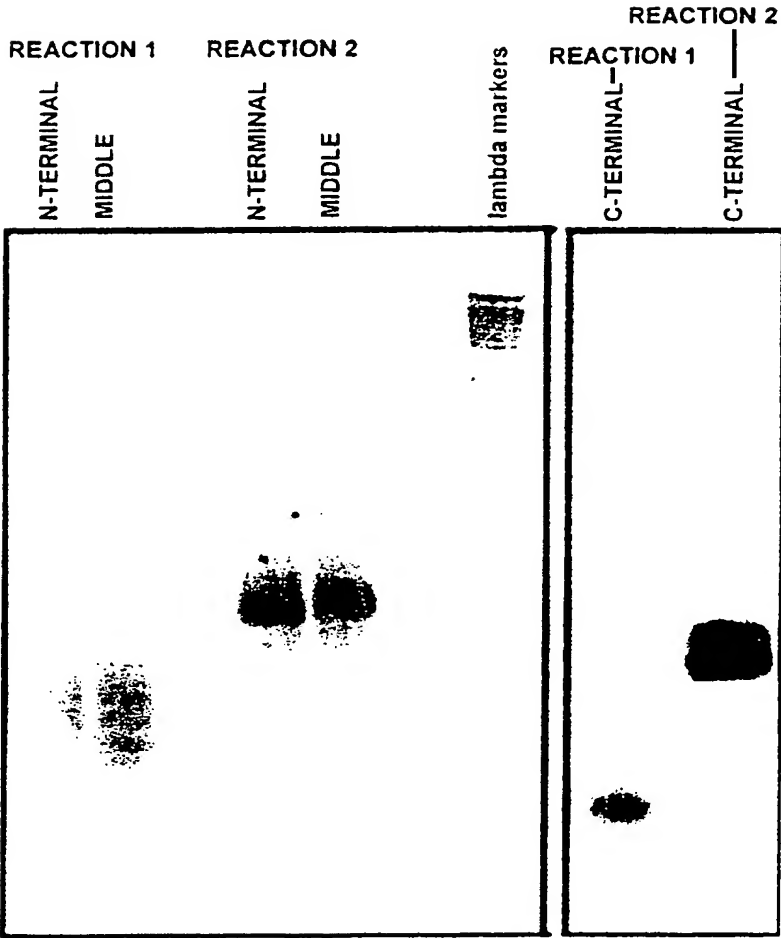 REACTION 2
REACTION 1
REACTION 2
REACTION 1
N-TERMINAL
MIDDLE
N-TERMINAL
MIDDLE
lambda markers
C-TERMINAL
C-TERMINAL